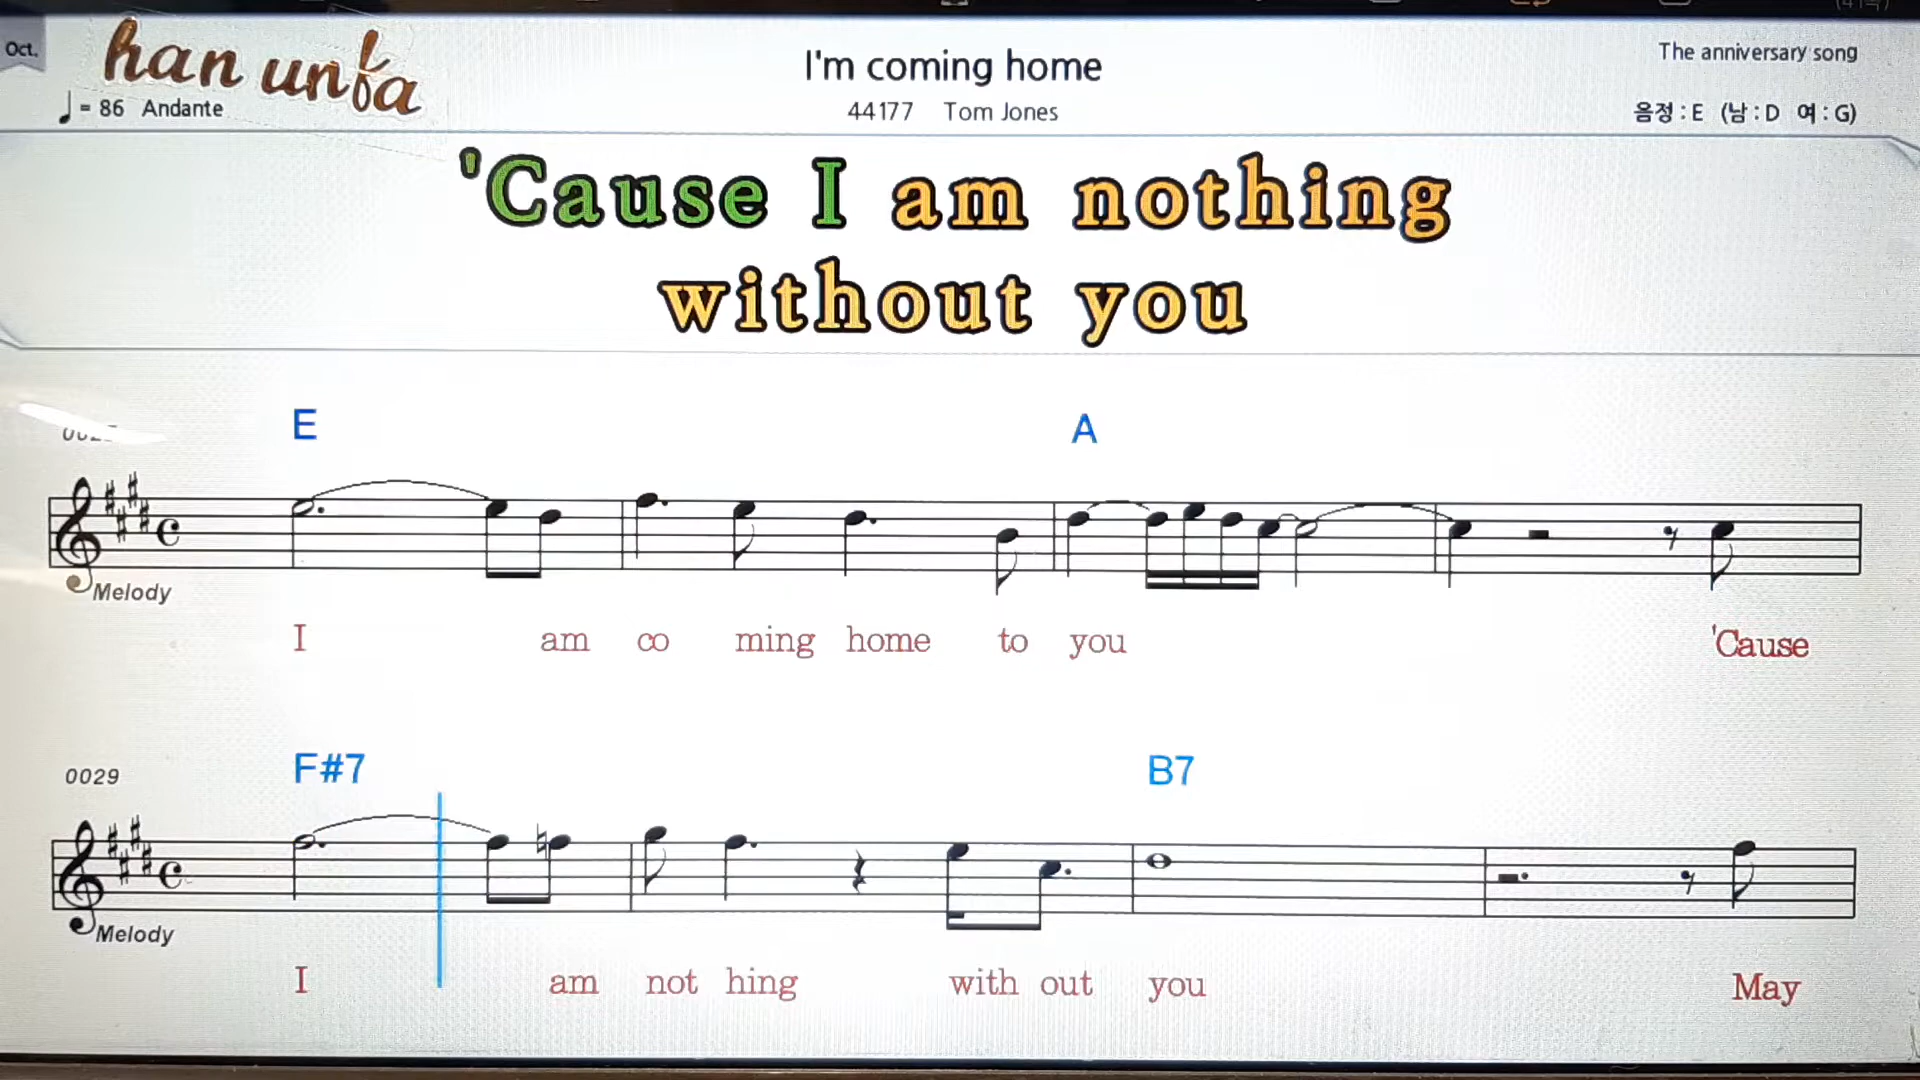 Oct.
han unfa
I'm coming home
The anniversary song
= 86 Andante
44177 Tom Jones
음정 : E (남 : D 여 : G)
'Cause I am nothing
without you
E A
Melody
I am co ming home to you 'Cause
0029
F#7 B7
Melody
I am not hing with out you May